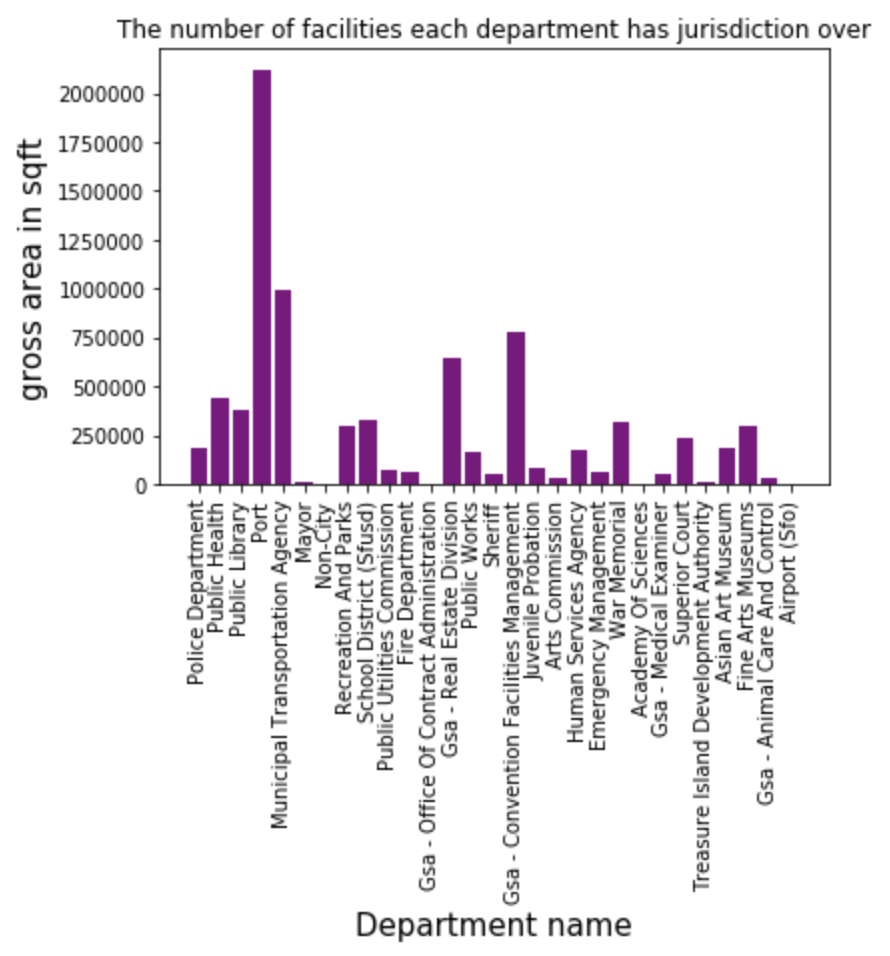 The number of facilities each department has jurisdiction over
gross area in sqft
2000000
1750000
1500000
1250000
1000000
750000
500000
250000
0
Police Department
Public Health
Public Library
Port
Municipal Transportation Agency
Mayor
Non-City
Recreation And Parks
School District (Sfusd)
Public Utilities Commission
Fire Department
Gsa - Office Of Contract Administration
Gsa - Real Estate Division
Public Works
Sheriff
Gsa - Convention Facilities Management
Juvenile Probation
Arts Commission
Human Services Agency
Emergency Management
War Memorial
Academy Of Sciences
Gsa - Medical Examiner
Superior Court
Treasure Island Development Authority
Asian Art Museum
Fine Arts Museums
Gsa - Animal Care And Control
Airport (Sfo)
Department name